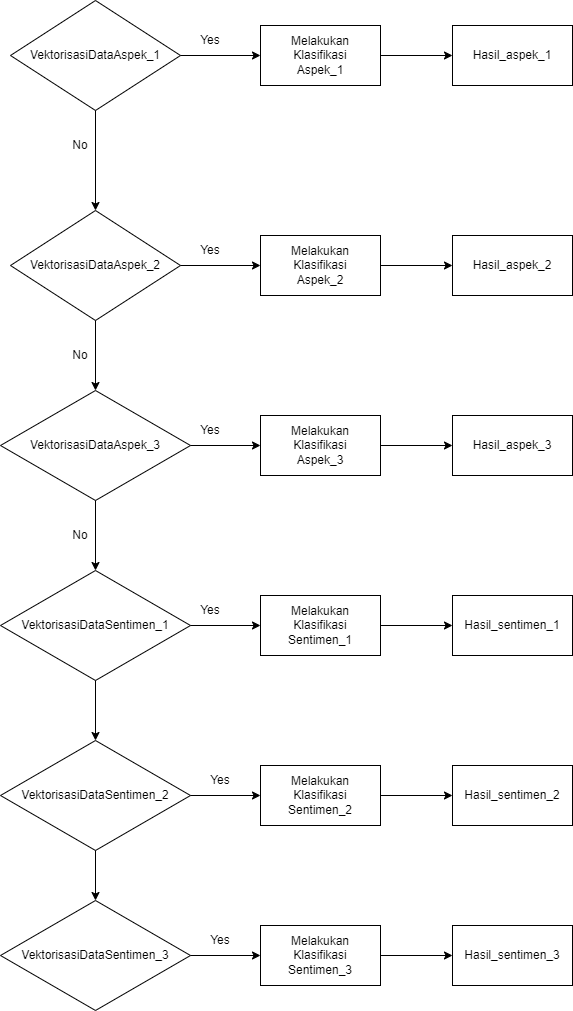 VektorisasiDataAspek_1
Yes
Melakukan
Klasifikasi
Aspek_1
Hasil_aspek_1
No
VektorisasiDataAspek_2
Yes
Melakukan
Klasifikasi
Aspek_2
Hasil_aspek_2
No
VektorisasiDataAspek_3
Yes
Melakukan
Klasifikasi
Aspek_3
Hasil_aspek_3
No
VektorisasiDataSentimen_1
Yes
Melakukan
Klasifikasi
Sentimen_1
Hasil_sentimen_1
VektorisasiDataSentimen_2
Yes
Melakukan
Klasifikasi
Sentimen_2
Hasil_sentimen_2
VektorisasiDataSentimen_3
Yes
Melakukan
Klasifikasi
Sentimen_3
Hasil_sentimen_3